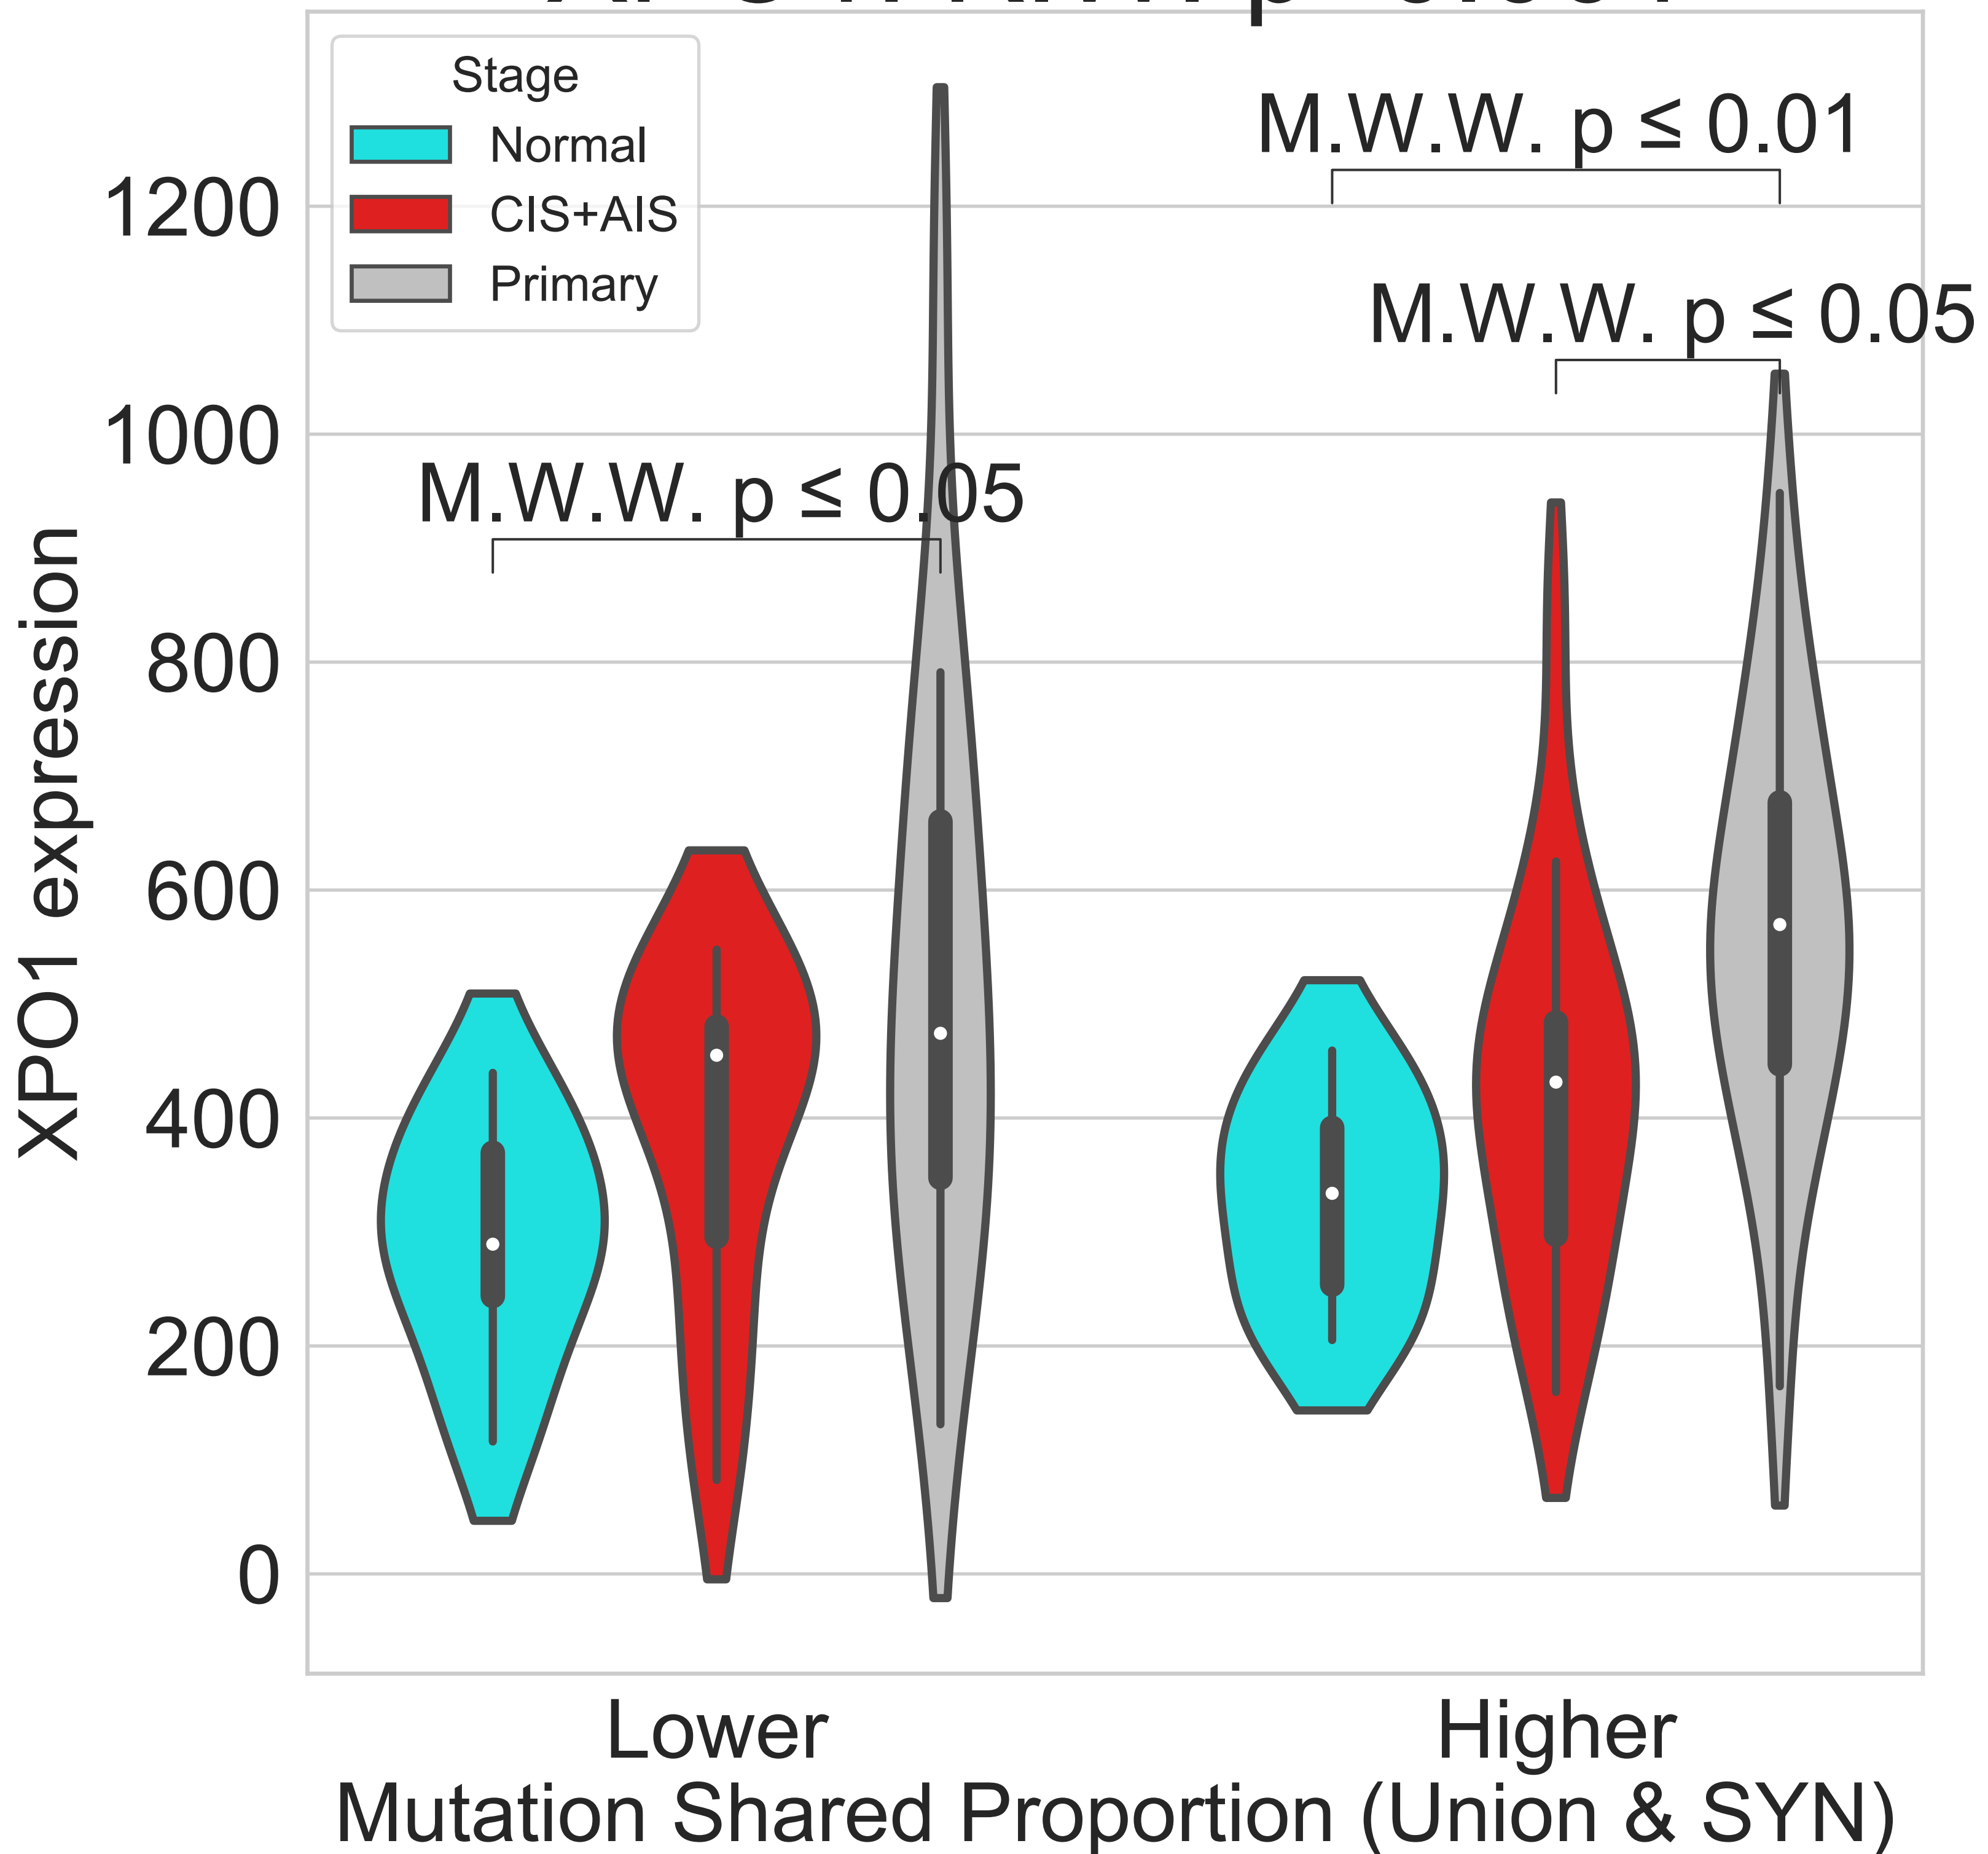 Stage
Normal
CIS+AIS
Primary
M.W.W. p ≤ 0.01
M.W.W. p ≤ 0.05
M.W.W. p ≤ 0.05
1200
1000
800
600
400
200
0
XPO1 expression
Lower
Higher
Mutation Shared Proportion (Union & SYN)